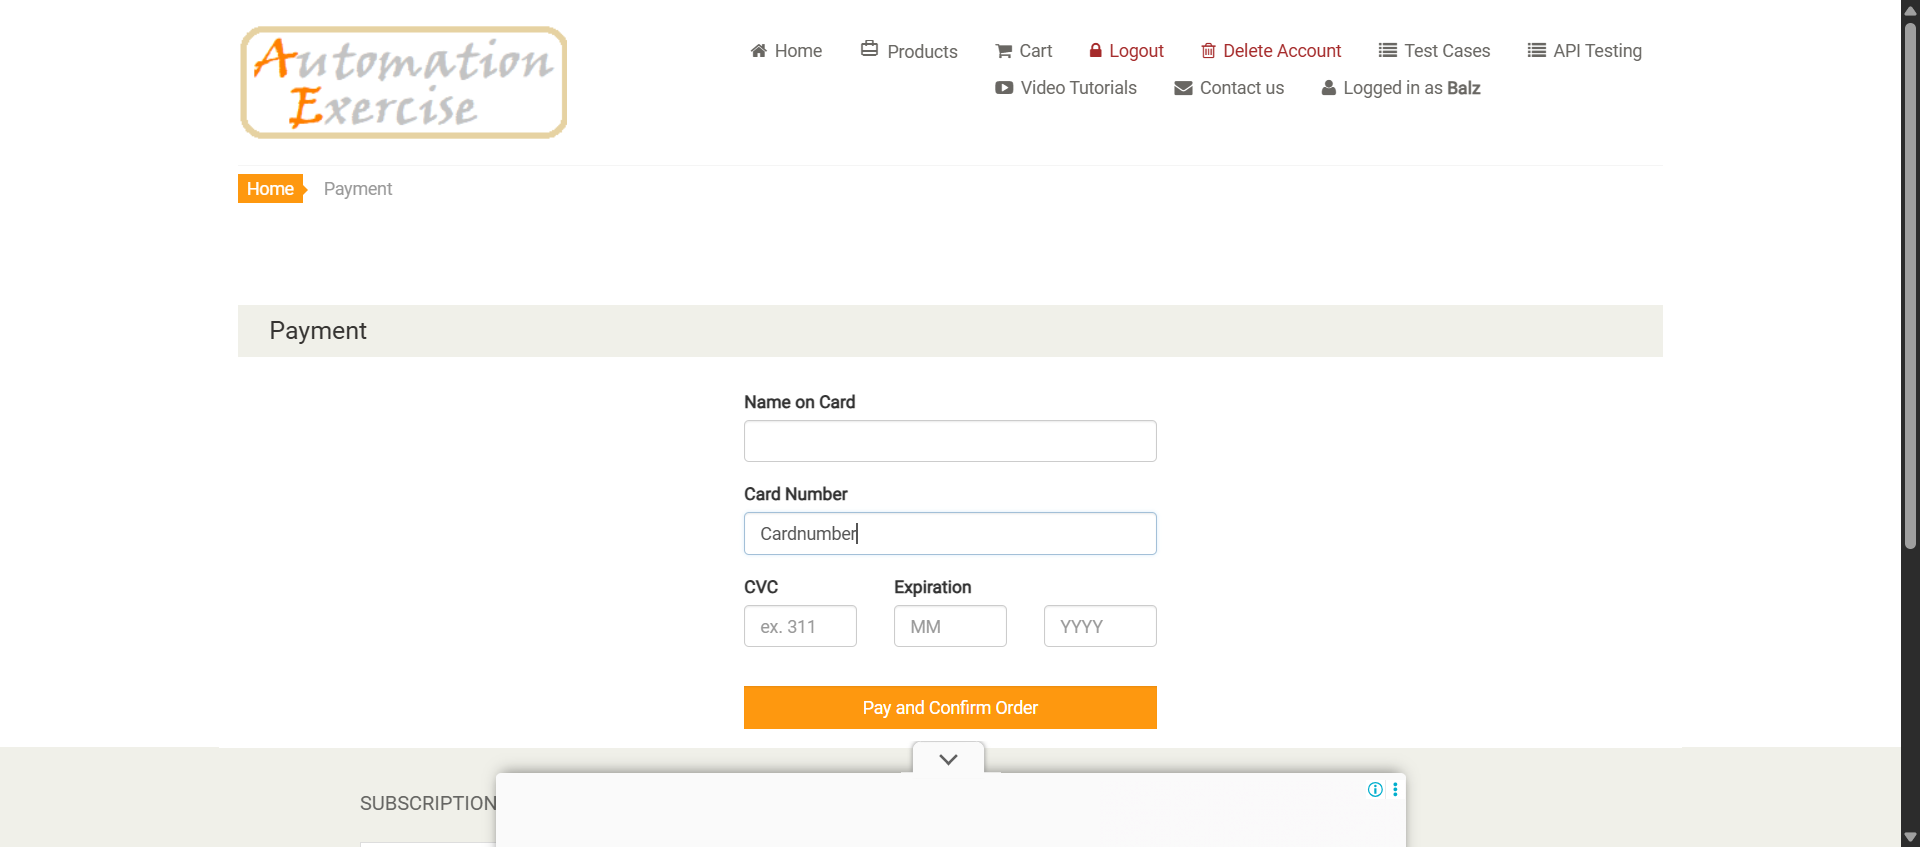 Automation
Exercise
Home
Products
Cart
Logout
Delete Account
Test Cases
API Testing
Video Tutorials
Contact us
Logged in as Balz
Home
Payment
Payment
Name on Card
Card Number
Cardnumber
CVC
Expiration
ex. 311
MM
YYYY
Pay and Confirm Order
SUBSCRIPTION